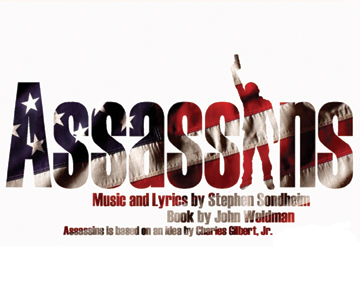 Assassins
Music and Lyrics by Stephen Sondheim
Book by John Woldman
Assassins is based on an idea by Charles Gilbert, Jr.